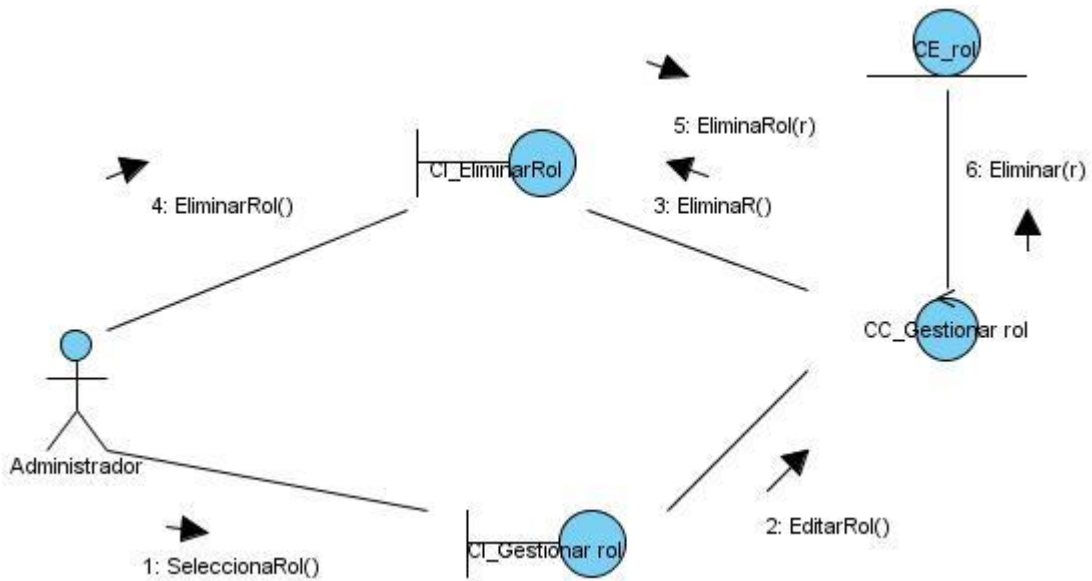 CE_rol
5: EliminaRol(r)
CI_EliminarRol
6: Eliminar(r)
4: EliminarRol()
3: EliminaR()
CC_Gestionar rol
Administrador
2: EditarRol()
CI_Gestionar rol
1: SeleccionaRol()